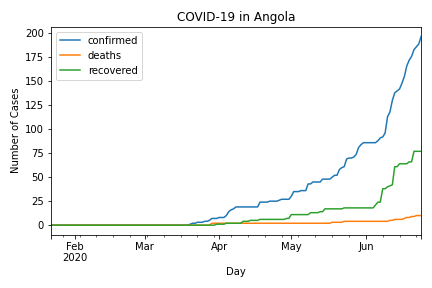 COVID-19 in Angola
confirmed
deaths
recovered
Number of Cases
200
175
150
125
100
75
50
25
0
Feb
2020
Mar
Apr
May
Jun
Day